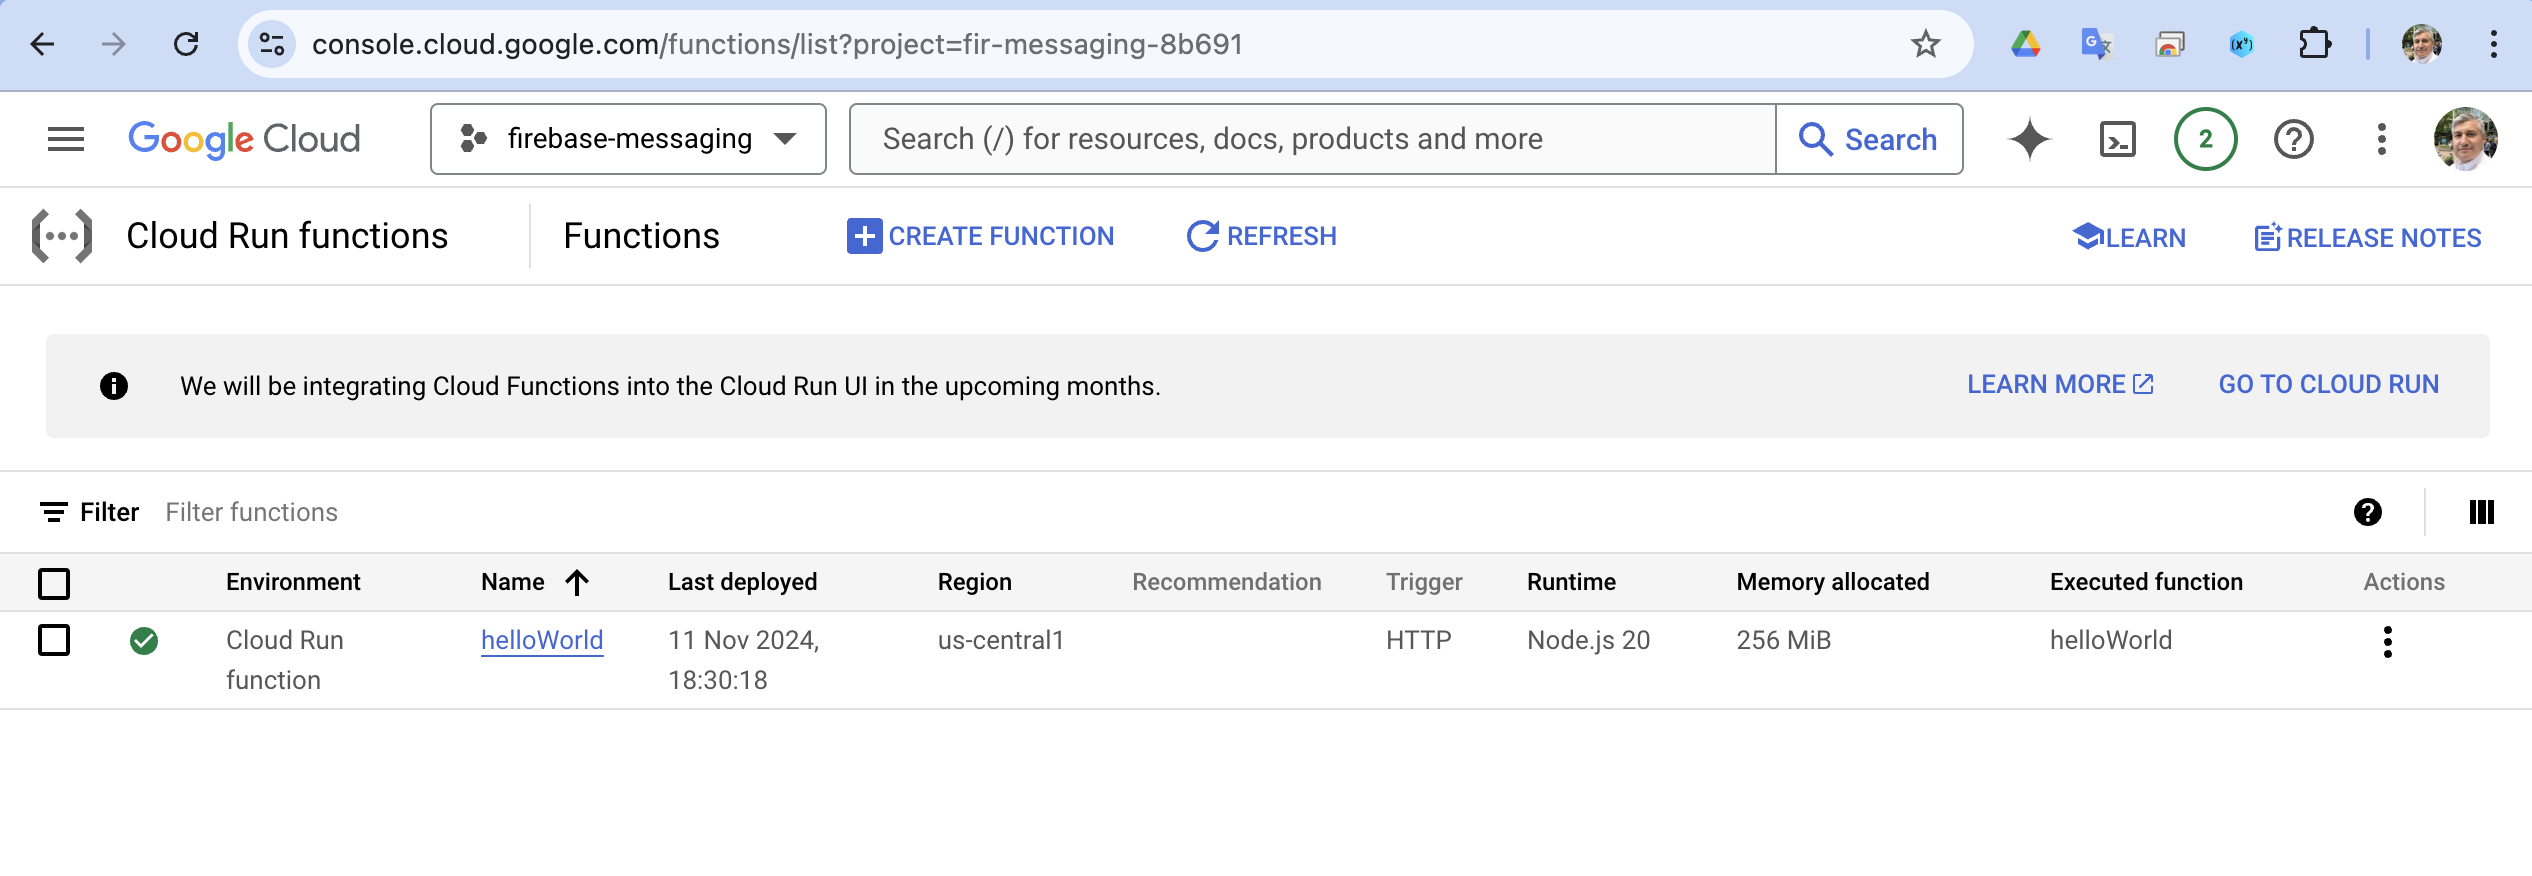 console.cloud.google.com/functions/list?project=fir-messaging-8b691
Google Cloud
firebase-messaging
Search (/) for resources, docs, products and more
Search
2
Cloud Run functions
Functions
CREATE FUNCTION
REFRESH
LEARN
RELEASE NOTES
We will be integrating Cloud Functions into the Cloud Run UI in the upcoming months.
LEARN MORE
GO TO CLOUD RUN
Filter Filter functions
Environment Name Last deployed Region Recommendation Trigger Runtime Memory allocated Executed function Actions
Cloud Run helloWorld 11 Nov 2024, us-central1 HTTP Node.js 20 256 MiB helloWorld
function 18:30:18